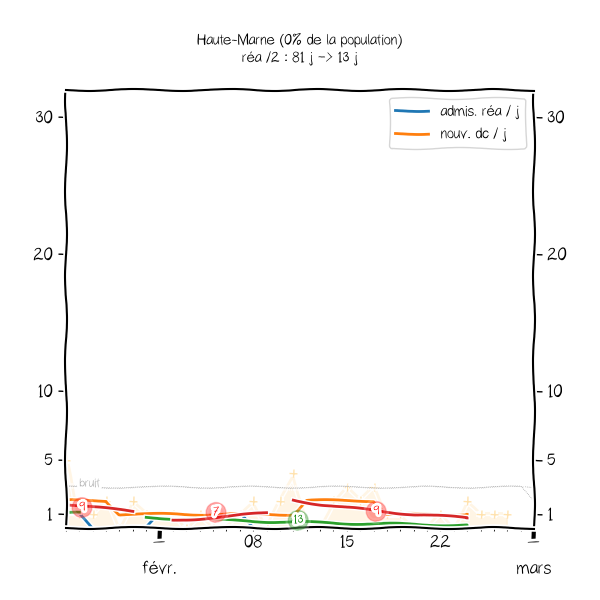 Haute-Marne (0% de la population)
réa /2 : 81 j -> 13 j
admis. réa / j
nouv. dc / j
30
30
20
20
10
10
5
5
bruit
9
7
13
9
1
1
08
15
22
févr.
mars